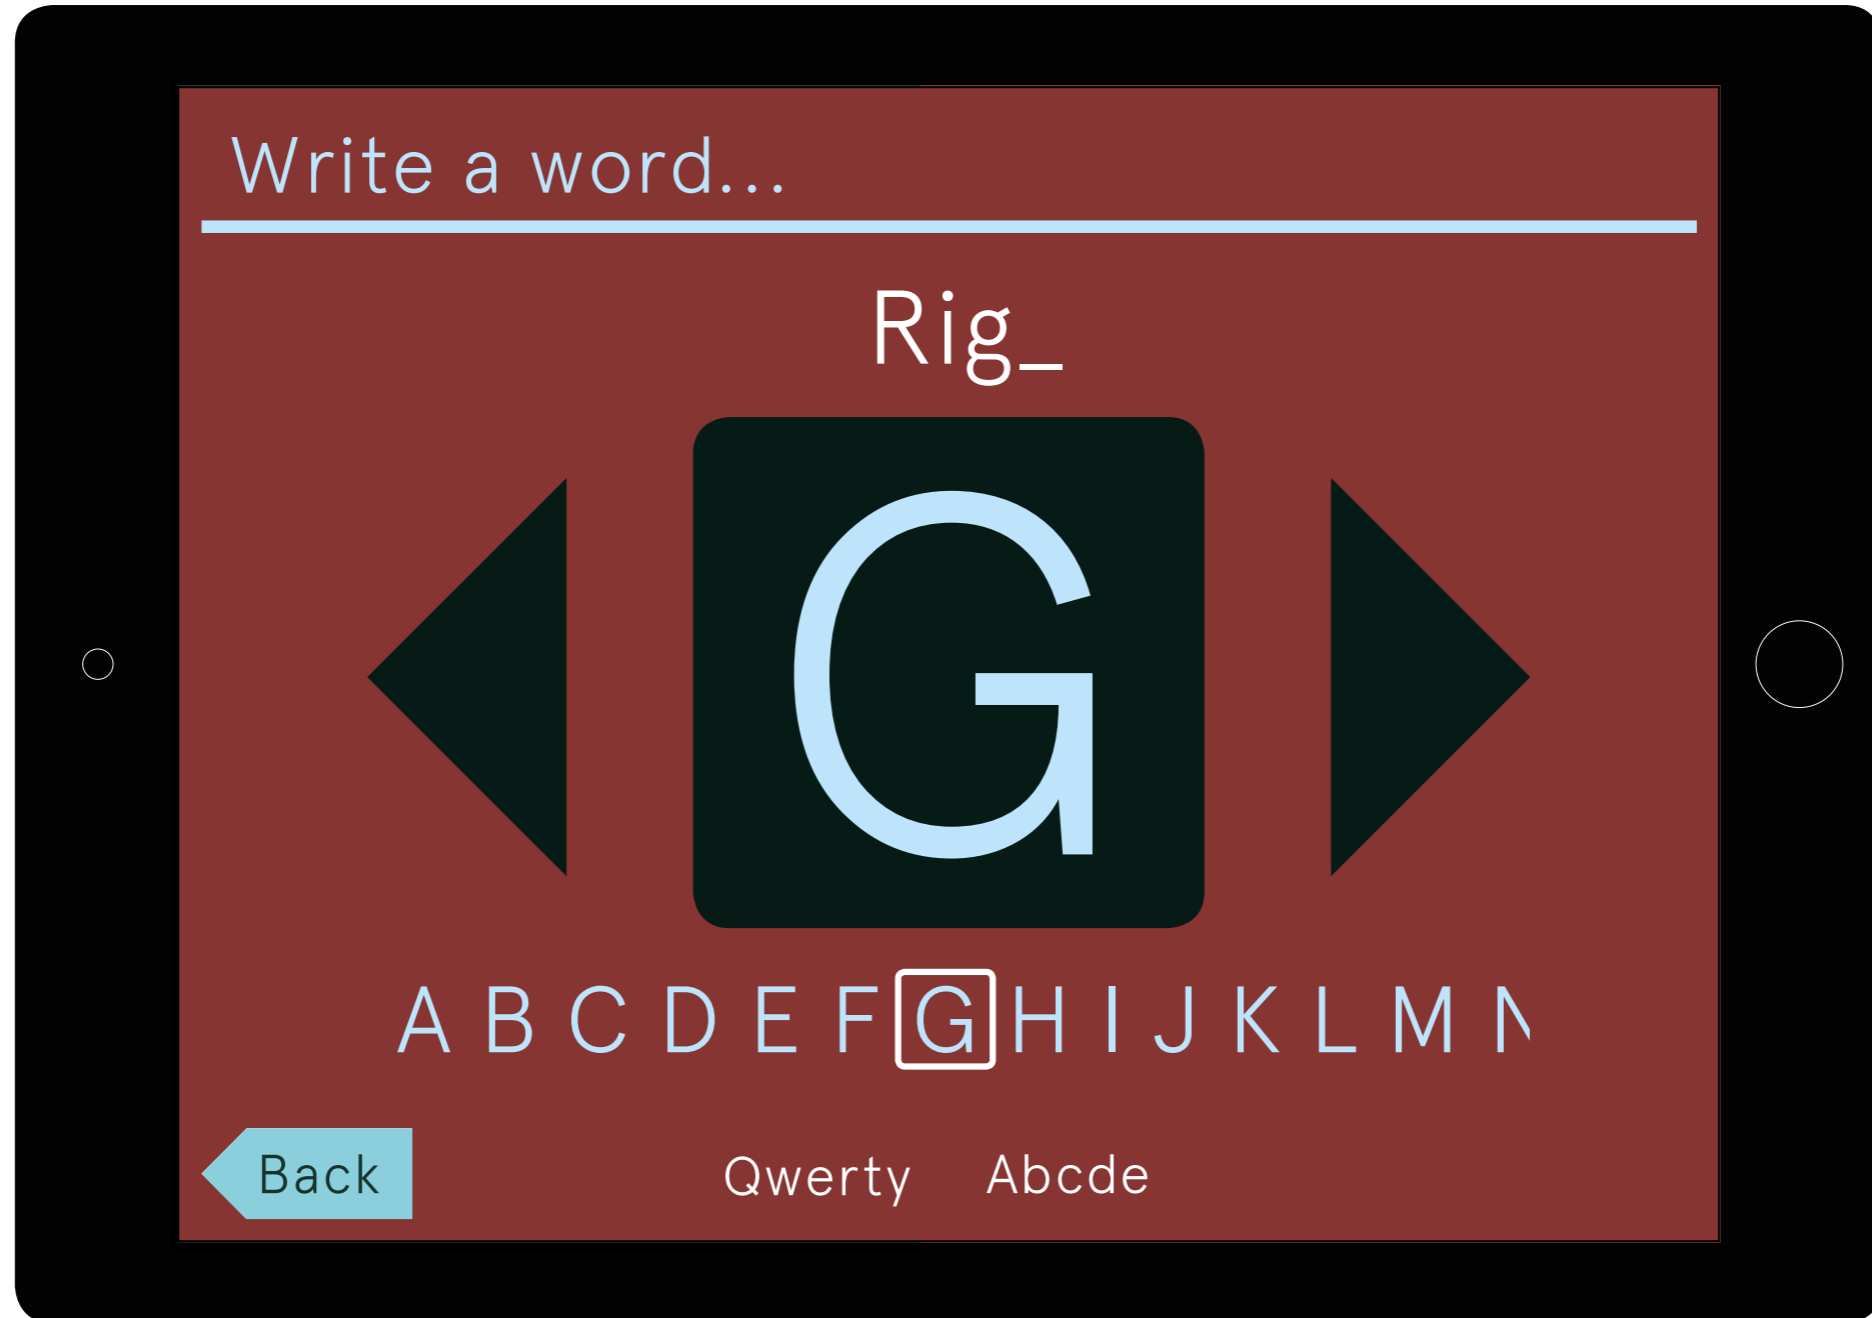 Write a word...
Rig_
G
A B C D E F G H I J K L M N
Back Qwerty Abcde